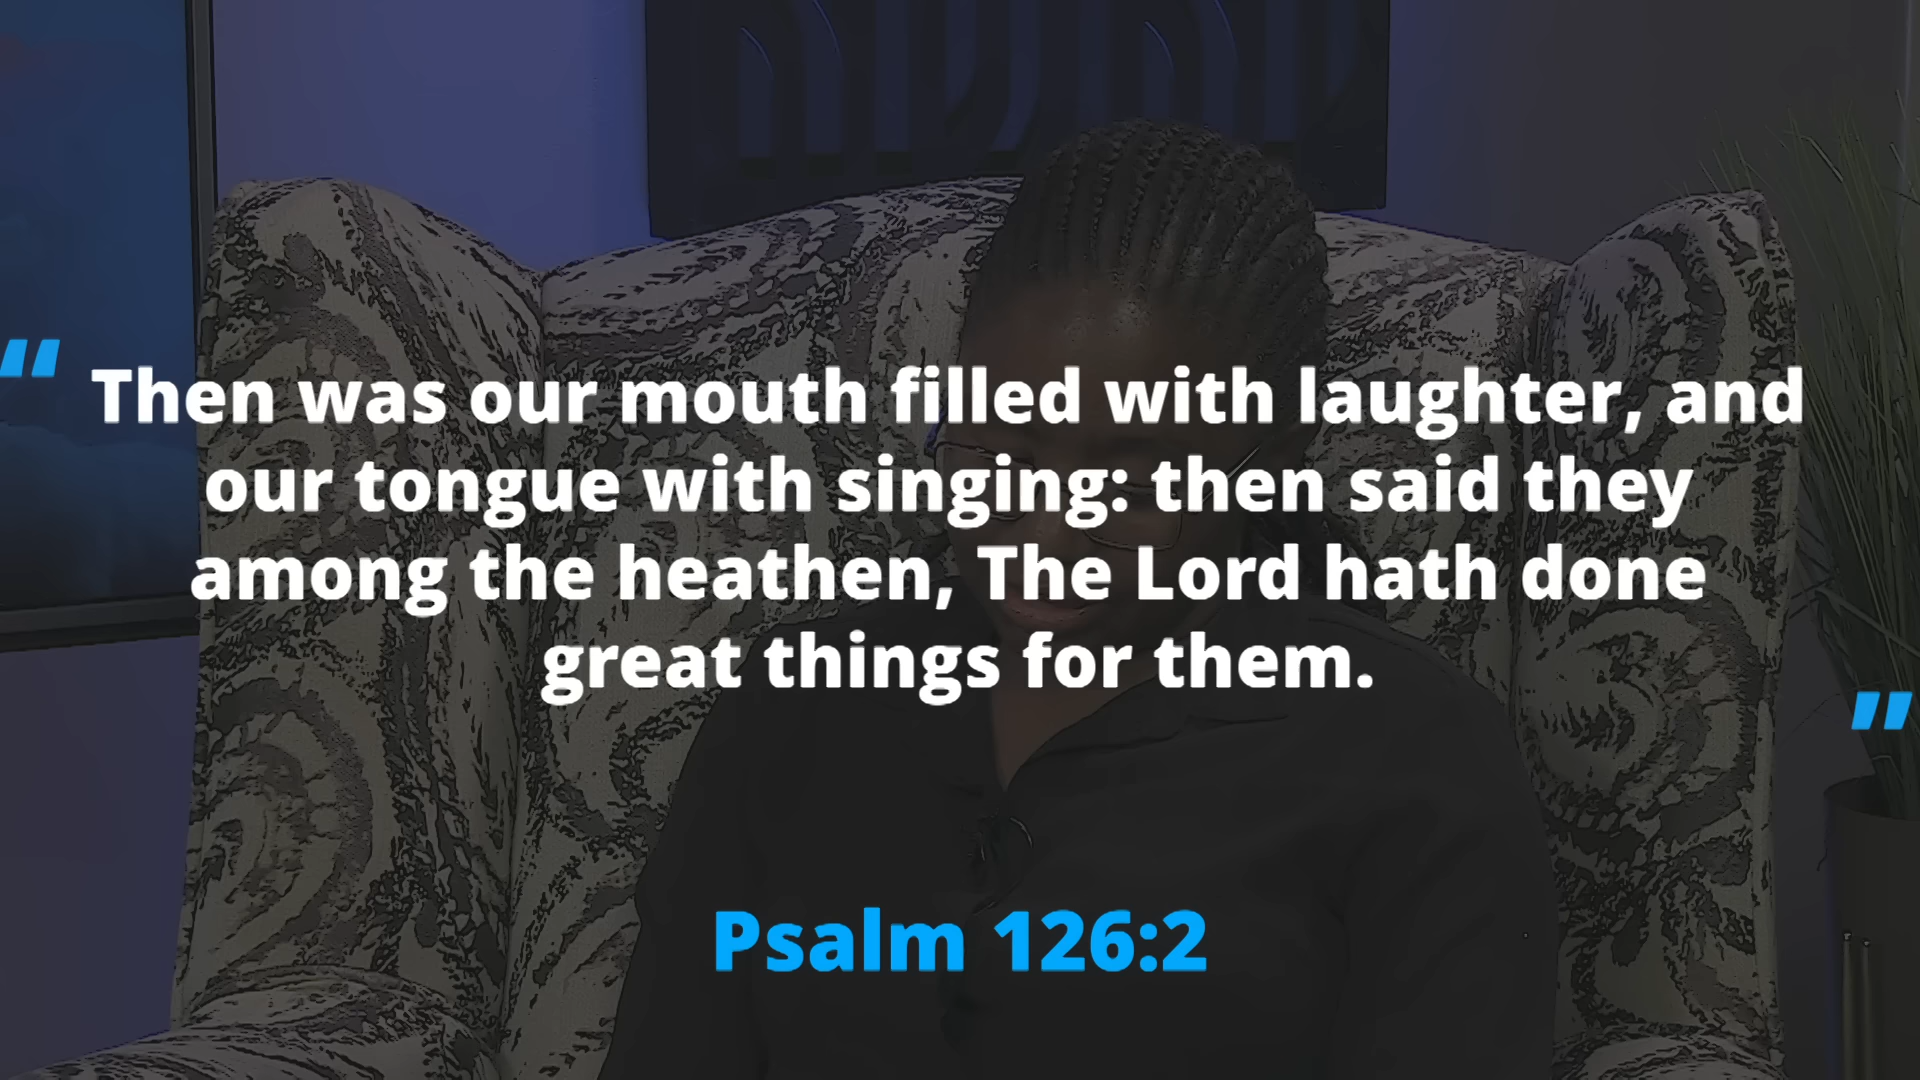 “ Then was our mouth filled with laughter, and
our tongue with singing: then said they
among the heathen, The Lord hath done
great things for them. ”
Psalm 126:2